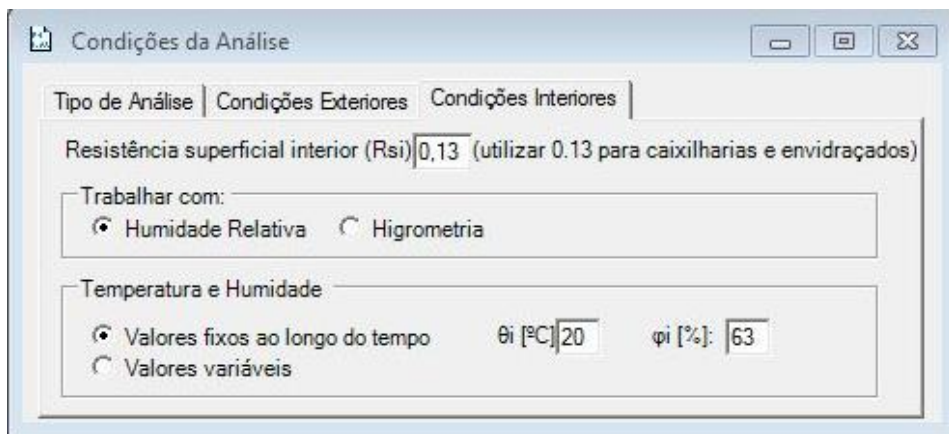 Condições da Análise
Tipo de Análise Condições Exteriores Condições Interiores
Resistência superficial interior (Rsi) 0,13 (utilizar 0.13 para caixilharias e envidraçados)
Trabalhar com:
Humidade Relativa Higrometria
Temperatura e Humidade
Valores fixos ao longo do tempo θi [ºC] 20 φi [%]: 63
Valores variáveis